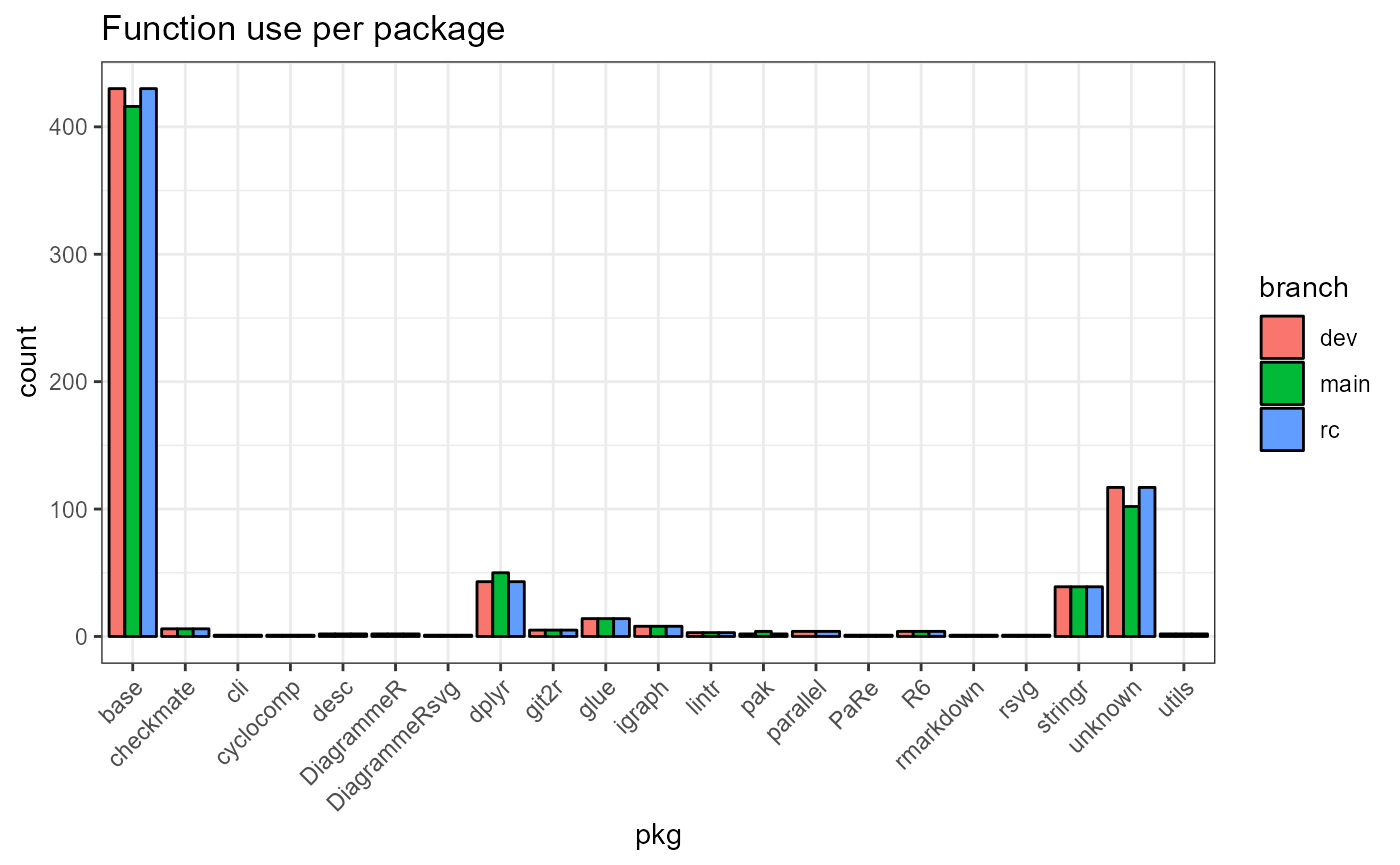 Function use per package
count
400
300
200
100
0
base
checkmate
cli
cyclocomp
desc
DiagrammeR
DiagrammeRsvg
dplyr
git2r
glue
igraph
lintr
pak
parallel
PaRe
R6
rmarkdown
rsvg
stringr
unknown
utils
pkg
branch
dev
main
rc